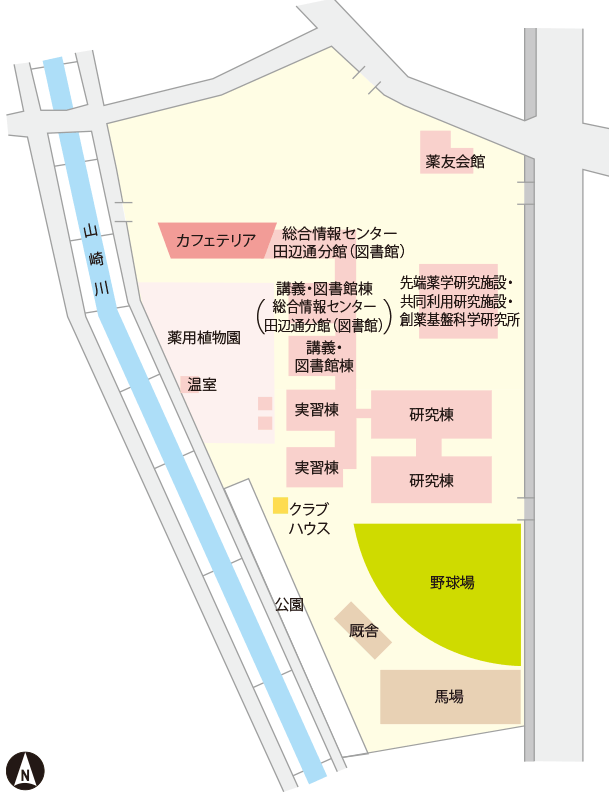 薬友会館
カフェテリア
総合情報センター
田辺通分館（図書館）
山崎川
講義・図書館棟
（総合情報センター
田辺通分館（図書館））
先端薬学研究施設・
共同利用研究施設・
創薬基盤科学研究所
薬用植物園
講義・
図書館棟
温室
実習棟
研究棟
実習棟
研究棟
クラブ
ハウス
野球場
公園
厩舎
馬場
N